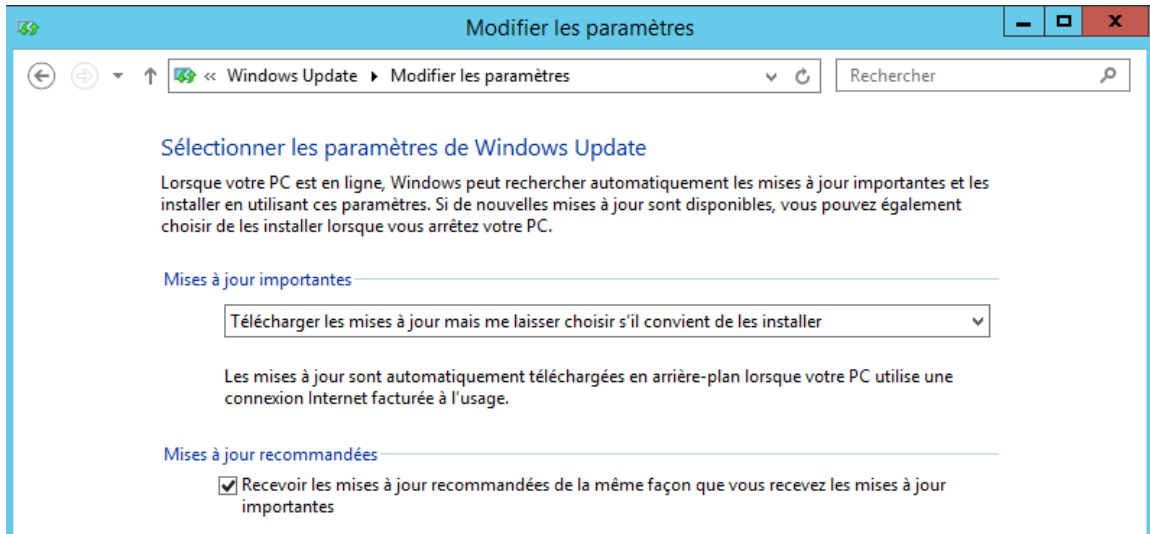 Modifier les paramètres
« Windows Update ▸ Modifier les paramètres
Rechercher
Sélectionner les paramètres de Windows Update
Lorsque votre PC est en ligne, Windows peut rechercher automatiquement les mises à jour importantes et les
installer en utilisant ces paramètres. Si de nouvelles mises à jour sont disponibles, vous pouvez également
choisir de les installer lorsque vous arrêtez votre PC.
Mises à jour importantes
Télécharger les mises à jour mais me laisser choisir s'il convient de les installer
Les mises à jour sont automatiquement téléchargées en arrière-plan lorsque votre PC utilise une
connexion Internet facturée à l'usage.
Mises à jour recommandées
Recevoir les mises à jour recommandées de la même façon que vous recevez les mises à jour
importantes